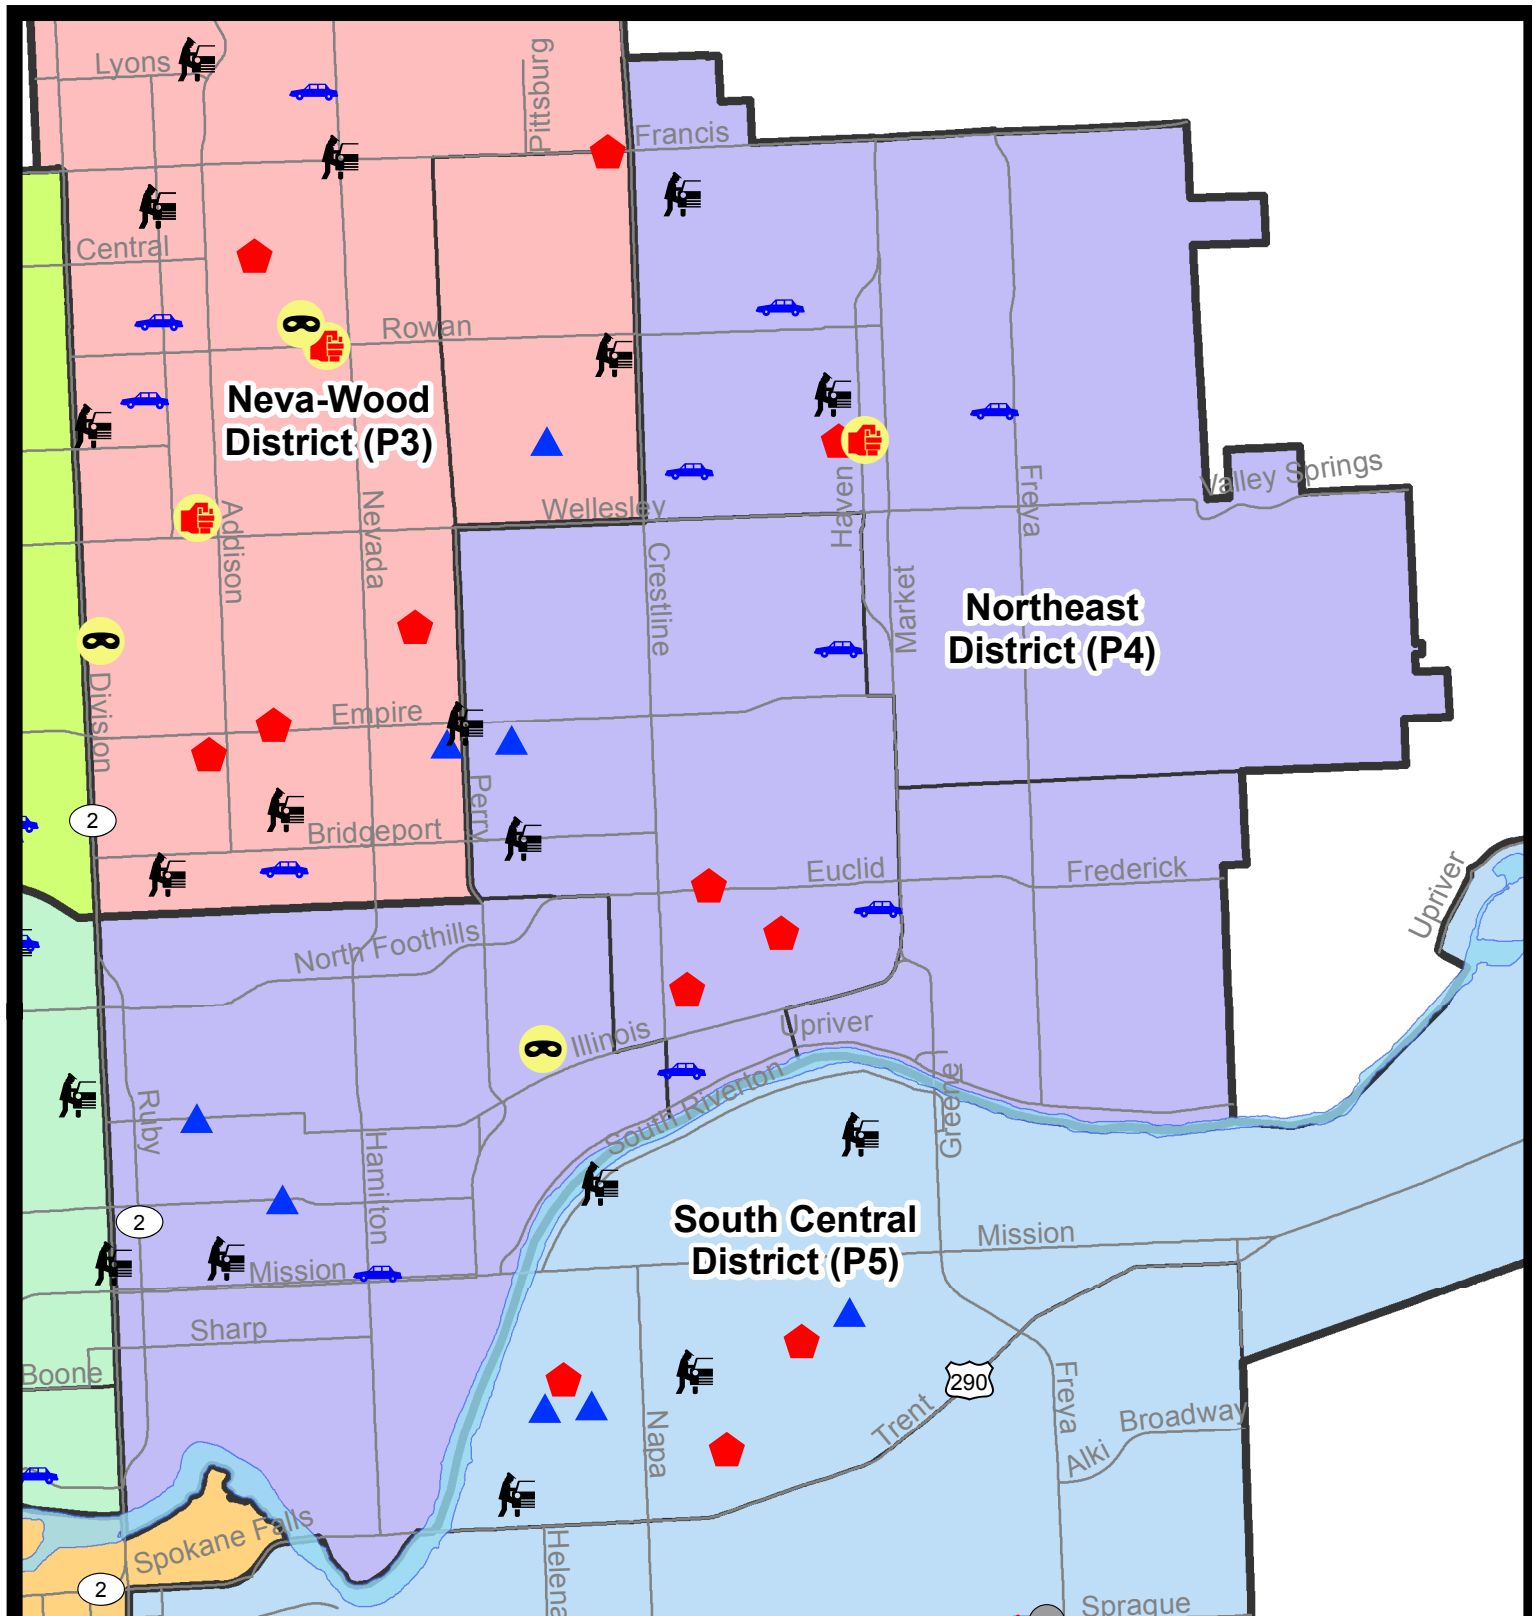 Lyons
Pittsburg
Francis
Central
Rowan
Neva-Wood
District (P3)
Valley Springs
Wellesley
Haven
Freya
Addison
Nevada
Crestline
Market
Northeast
District (P4)
Division
Empire
Perry
2
Bridgeport
Euclid
Frederick
Upriver
North Foothills
Illinois
Upriver
South Riverton
Greene
Ruby
Hamilton
2
South Central
District (P5)
Mission
Mission
Sharp
Boone
290
Freya
Trent
Napa
Broadway
Alki
Spokane Falls
Helena
2
Sprague